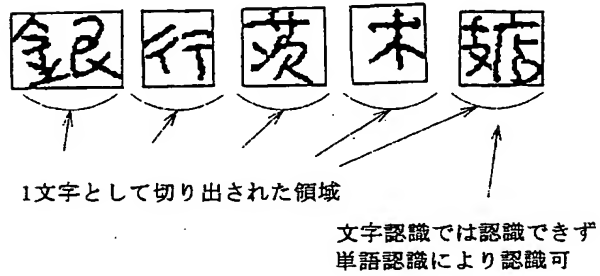 銀行茨木支店
1文字として切り出された領域
文字認識では認識できず
単語認識により認識可